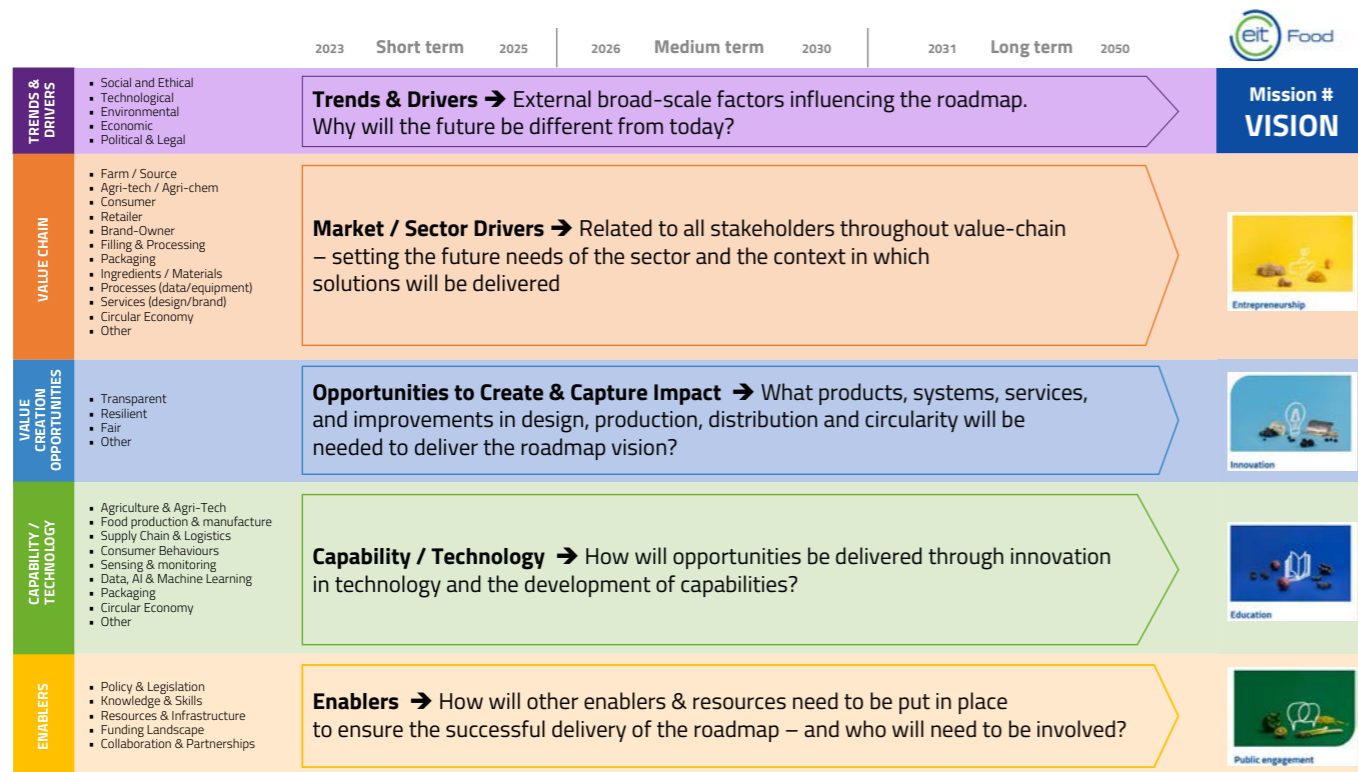 2023 Short term 2025 2026 Medium term 2030 2031 Long term 2050
eit Food
TRENDS &
DRIVERS
▪ Social and Ethical
▪ Technological
▪ Environmental
▪ Economic
▪ Political & Legal
Trends & Drivers ➔ External broad-scale factors influencing the roadmap.
Why will the future be different from today?
Mission #
VISION
VALUE CHAIN
▪ Farm / Source
▪ Agri-tech / Agri-chem
▪ Consumer
▪ Retailer
▪ Brand-Owner
▪ Filling & Processing
▪ Packaging
▪ Ingredients / Materials
▪ Processes (data/equipment)
▪ Services (design/brand)
▪ Circular Economy
▪ Other
Market / Sector Drivers ➔ Related to all stakeholders throughout value-chain
– setting the future needs of the sector and the context in which
solutions will be delivered
Entrepreneurship
VALUE
CREATION
OPPORTUNITIES
▪ Transparent
▪ Resilient
▪ Fair
▪ Other
Opportunities to Create & Capture Impact ➔ What products, systems, services,
and improvements in design, production, distribution and circularity will be
needed to deliver the roadmap vision?
Innovation
CAPABILITY /
TECHNOLOGY
▪ Agriculture & Agri-Tech
▪ Food production & manufacture
▪ Supply Chain & Logistics
▪ Consumer Behaviours
▪ Sensing & monitoring
▪ Data, AI & Machine Learning
▪ Packaging
▪ Circular Economy
▪ Other
Capability / Technology ➔ How will opportunities be delivered through innovation
in technology and the development of capabilities?
Education
ENABLERS
▪ Policy & Legislation
▪ Knowledge & Skills
▪ Resources & Infrastructure
▪ Funding Landscape
▪ Collaboration & Partnerships
Enablers ➔ How will other enablers & resources need to be put in place
to ensure the successful delivery of the roadmap – and who will need to be involved?
Public engagement